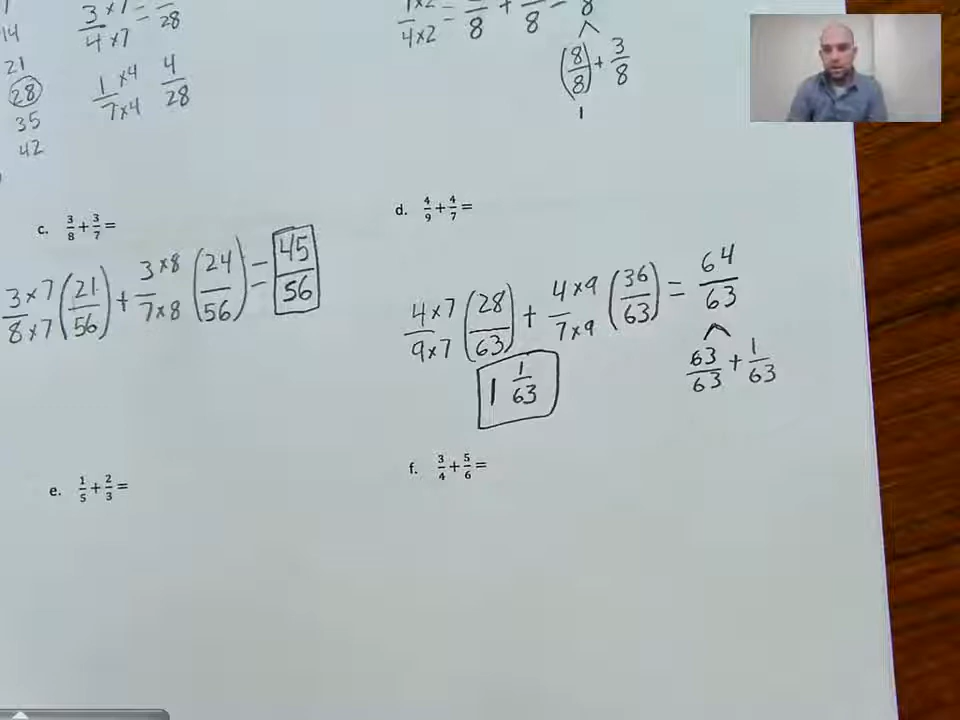 14
21
28
35
42
3 ×7 = 28
4 ×7
1 ×4 4
7 ×4 28
4×2 = 8 + 8 = 8
(8/8) + 3/8
1
c. 3/8 + 3/7 =
3×7/8×7 (21/56) + 3×8/7×8 (24/56) = 45/56
d. 4/9 + 4/7 =
4×7/9×7 (28/63) + 4×9/7×9 (36/63) = 64/63
63/63 + 1/63
1 1/63
e. 1/5 + 2/3 =
f. 3/4 + 5/6 =